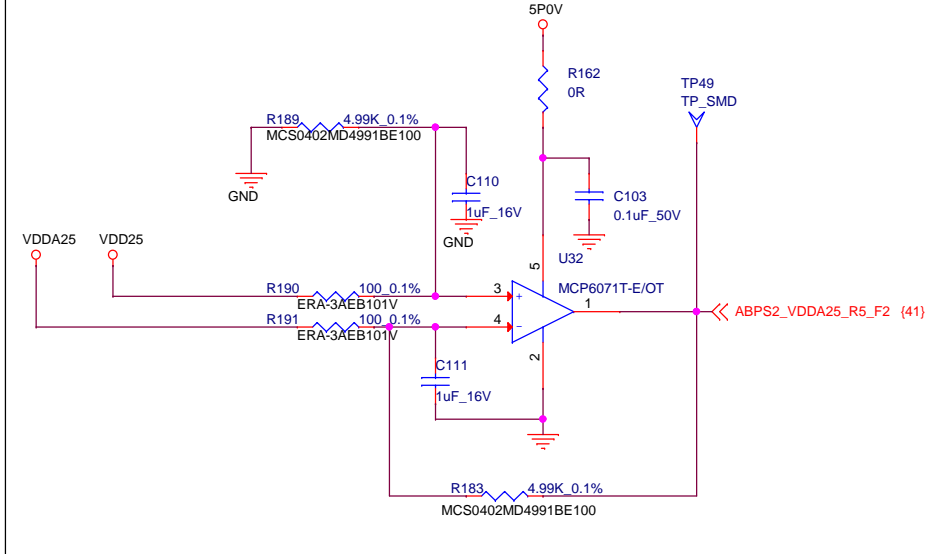 5P0V
R162
0R
TP49
TP_SMD
R189
4.99K_0.1%
MCS0402MD4991BE100
GND
C110
1uF_16V
GND
C103
0.1uF_50V
VDDA25
VDD25
U32
5
MCP6071T-E/OT
R190
100_0.1%
ERA-3AEB101V
3
+
1
ABPS2_VDDA25_R5_F2 {41}
R191
100_0.1%
ERA-3AEB101V
4
−
2
C111
1uF_16V
R183
4.99K_0.1%
MCS0402MD4991BE100